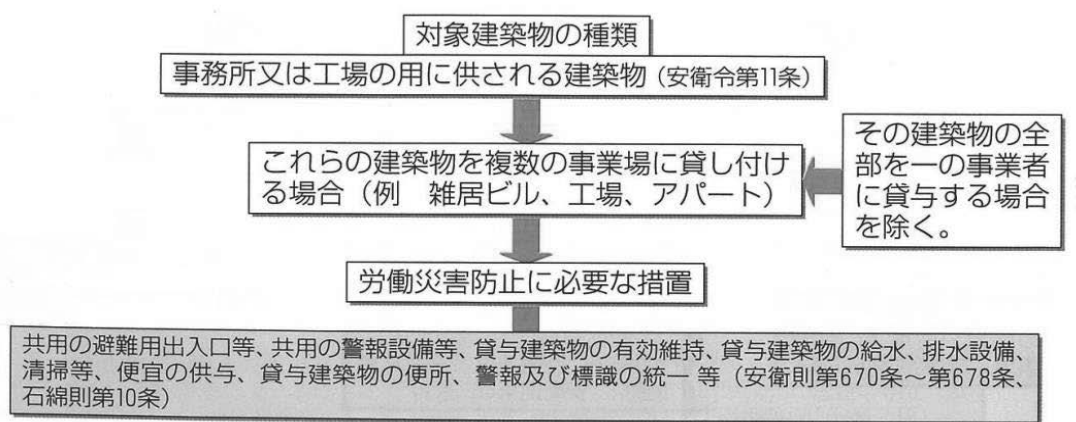 対象建築物の種類
事務所又は工場の用に供される建築物(安衛令第11条)
これらの建築物を複数の事業場に貸し付け
る場合(例　雑居ビル、工場、アパート)
その建築物の全
部を一の事業者
に貸与する場合
を除く。
労働災害防止に必要な措置
共用の避難用出入口等、共用の警報設備等、貸与建築物の有効維持、貸与建築物の給水、排水設備、
清掃等、便宜の供与、貸与建築物の便所、警報及び標識の統一 等(安衛則第670条〜第678条、
石綿則第10条)